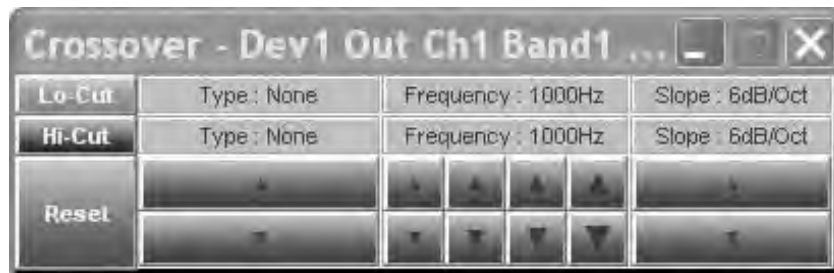 Crossover - Dev1 Out Ch1 Band1 ...
Lo-Cut Type : None Frequency : 1000Hz Slope : 6dB/Oct
Hi-Cut Type : None Frequency : 1000Hz Slope : 6dB/Oct
Reset